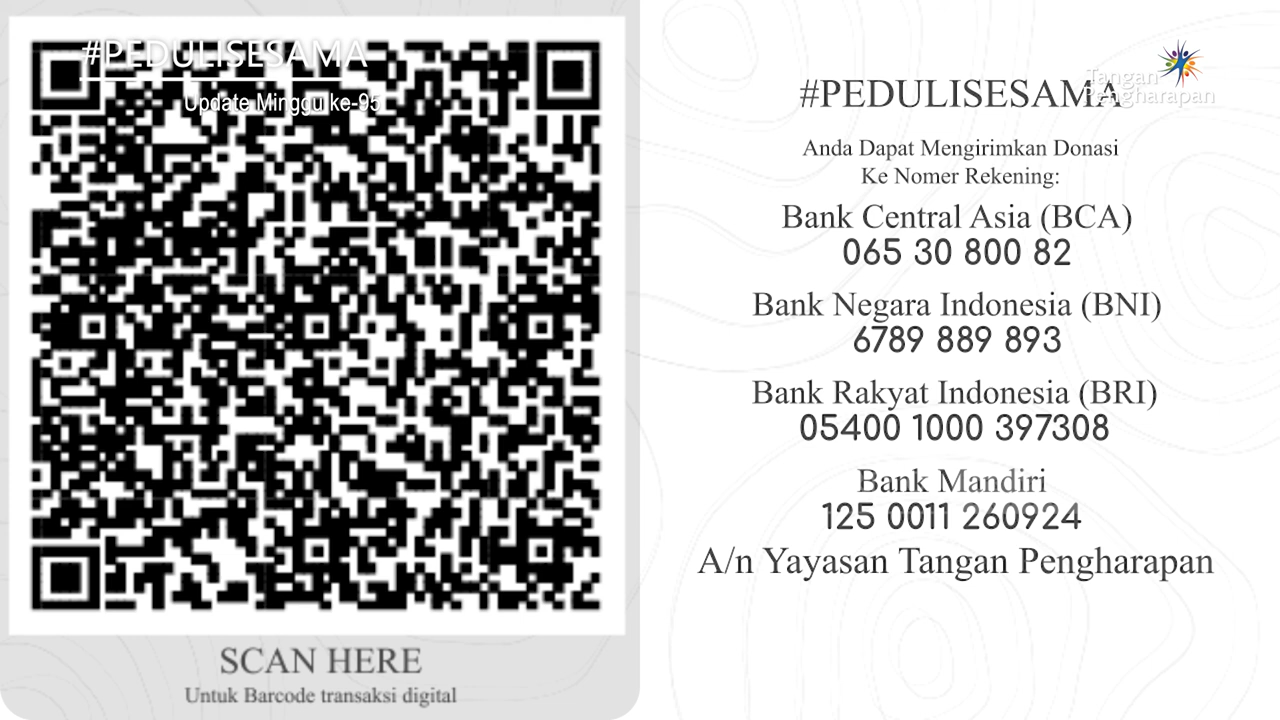 #PEDULISESAMA
Update Minggu ke-95
SCAN HERE
Untuk Barcode transaksi digital
Tangan
Pengharapan
#PEDULISESAMA
Anda Dapat Mengirimkan Donasi
Ke Nomer Rekening:
Bank Central Asia (BCA)
065 30 800 82
Bank Negara Indonesia (BNI)
6789 889 893
Bank Rakyat Indonesia (BRI)
05400 1000 397308
Bank Mandiri
125 0011 260924
A/n Yayasan Tangan Pengharapan